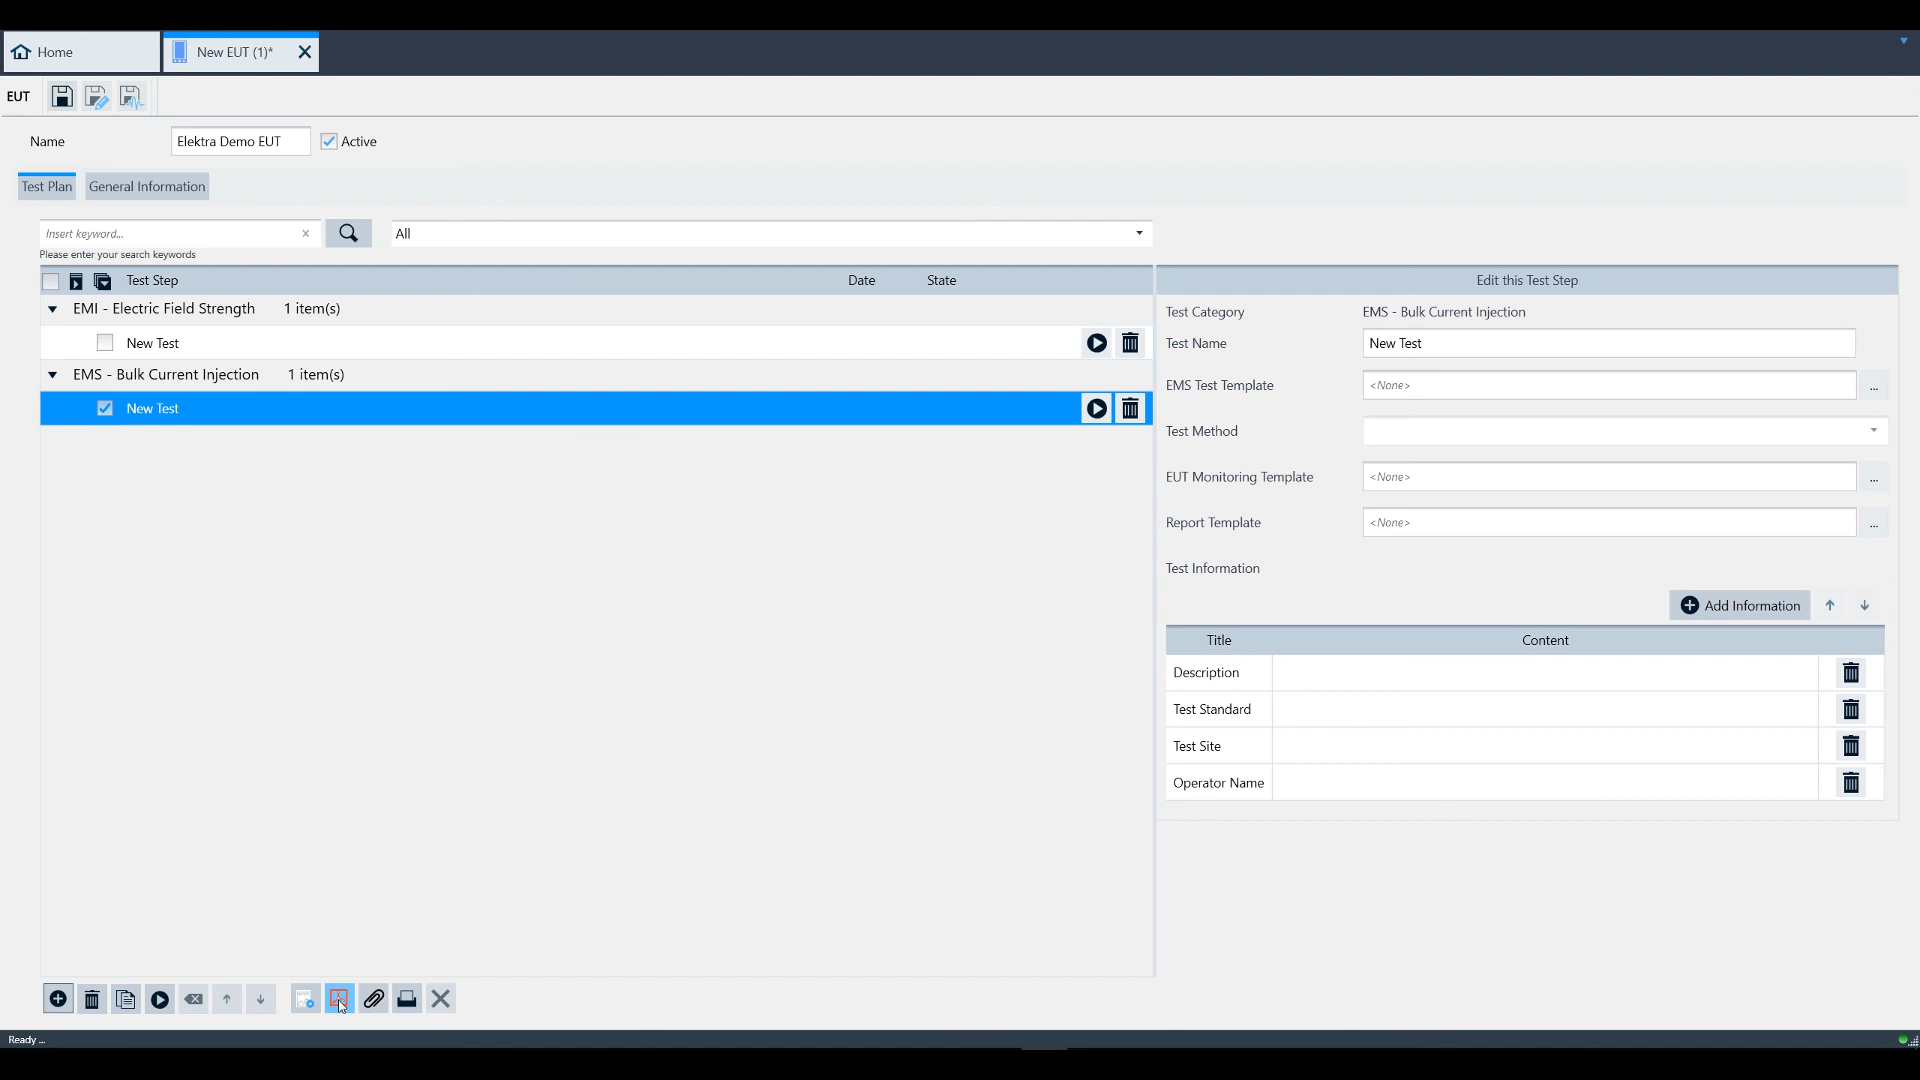 Home
New EUT (1)*
EUT
Name
Elektra Demo EUT
Active
Test Plan
General Information
Insert keyword...
All
Please enter your search keywords
Test Step
Date
State
Edit this Test Step
EMI - Electric Field Strength 1 item(s)
New Test
EMS - Bulk Current Injection 1 item(s)
New Test
Test Category
EMS - Bulk Current Injection
Test Name
New Test
EMS Test Template
<None>
...
Test Method
EUT Monitoring Template
<None>
...
Report Template
<None>
...
Test Information
Add Information
Title
Content
Description
Test Standard
Test Site
Operator Name
Ready ...